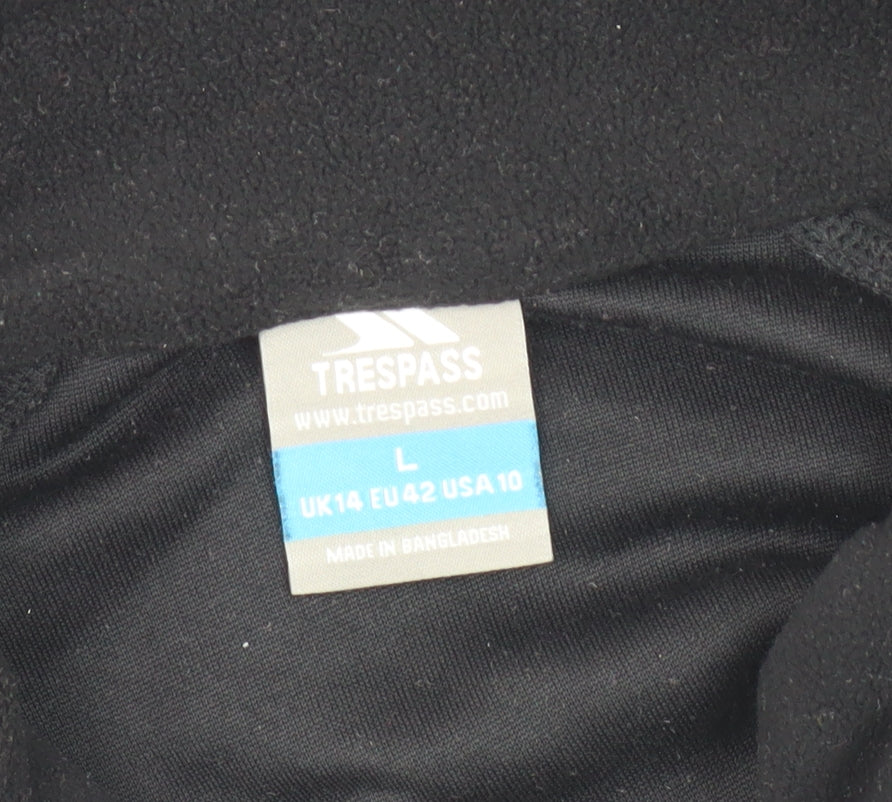 TRESPASS
www.trespass.com
L
UK14 EU42 USA10
MADE IN BANGLADESH